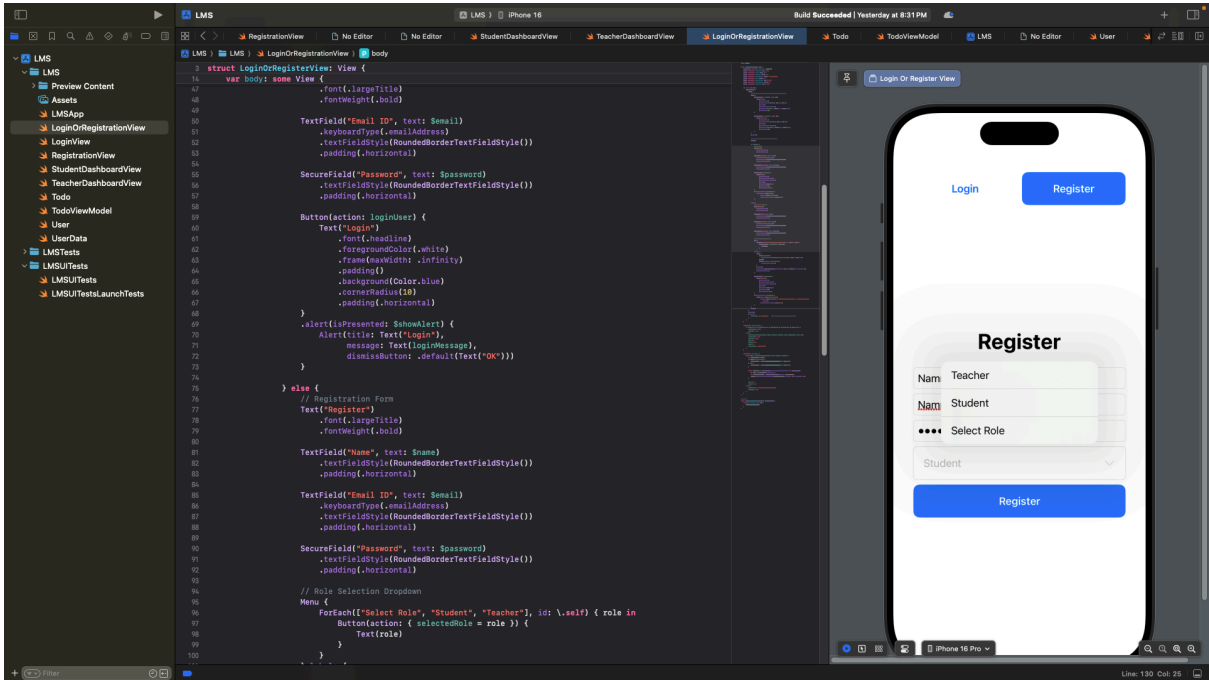 LMS
LMS 〉 iPhone 16
Build Succeeded | Yesterday at 8:31 PM
RegistrationView
No Editor
No Editor
StudentDashboardView
TeacherDashboardView
LoginOrRegistrationView
Todo
TodoViewModel
LMS
No Editor
User
LMS 〉 LMS 〉 LoginOrRegistrationView 〉 P body
LMS
LMS
Preview Content
Assets
LMSApp
LoginOrRegistrationView
LoginView
RegistrationView
StudentDashboardView
TeacherDashboardView
Todo
TodoViewModel
User
UserData
LMSTests
LMSUITests
LMSUITests
LMSUITestsLaunchTests
Filter
3 struct LoginOrRegisterView: View {
14 var body: some View {
47 .font(.largeTitle)
48 .fontWeight(.bold)
49
50 TextField("Email ID", text: $email)
51 .keyboardType(.emailAddress)
52 .textFieldStyle(RoundedBorderTextFieldStyle())
53 .padding(.horizontal)
54
55 SecureField("Password", text: $password)
56 .textFieldStyle(RoundedBorderTextFieldStyle())
57 .padding(.horizontal)
58
59 Button(action: loginUser) {
60 Text("Login")
61 .font(.headline)
62 .foregroundColor(.white)
63 .frame(maxWidth: .infinity)
64 .padding()
65 .background(Color.blue)
66 .cornerRadius(10)
67 .padding(.horizontal)
68 }
69 .alert(isPresented: $showAlert) {
70 Alert(title: Text("Login"),
71 message: Text(loginMessage),
72 dismissButton: .default(Text("OK")))
73 }
74
75 } else {
76 // Registration Form
77 Text("Register")
78 .font(.largeTitle)
79 .fontWeight(.bold)
80
81 TextField("Name", text: $name)
82 .textFieldStyle(RoundedBorderTextFieldStyle())
83 .padding(.horizontal)
84
85 TextField("Email ID", text: $email)
86 .keyboardType(.emailAddress)
87 .textFieldStyle(RoundedBorderTextFieldStyle())
88 .padding(.horizontal)
89
90 SecureField("Password", text: $password)
91 .textFieldStyle(RoundedBorderTextFieldStyle())
92 .padding(.horizontal)
93
94 // Role Selection Dropdown
95 Menu {
96 ForEach(["Select Role", "Student", "Teacher"], id: \.self) { role in
97 Button(action: { selectedRole = role }) {
98 Text(role)
99 }
100 }
Login Or Register View
Login
Register
Register
Nam
Teacher
Nam
Student
Select Role
Student
Register
iPhone 16 Pro
Line: 130 Col: 25